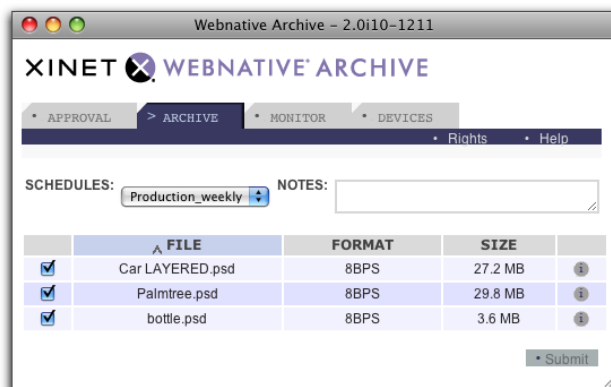 Webnative Archive – 2.0i10-1211
XINET X WEBNATIVE® ARCHIVE
• APPROVAL > ARCHIVE • MONITOR • DEVICES
• Rights • Help
SCHEDULES: Production_weekly NOTES:
FILE FORMAT SIZE
Car LAYERED.psd 8BPS 27.2 MB i
Palmtree.psd 8BPS 29.8 MB i
bottle.psd 8BPS 3.6 MB i
• Submit